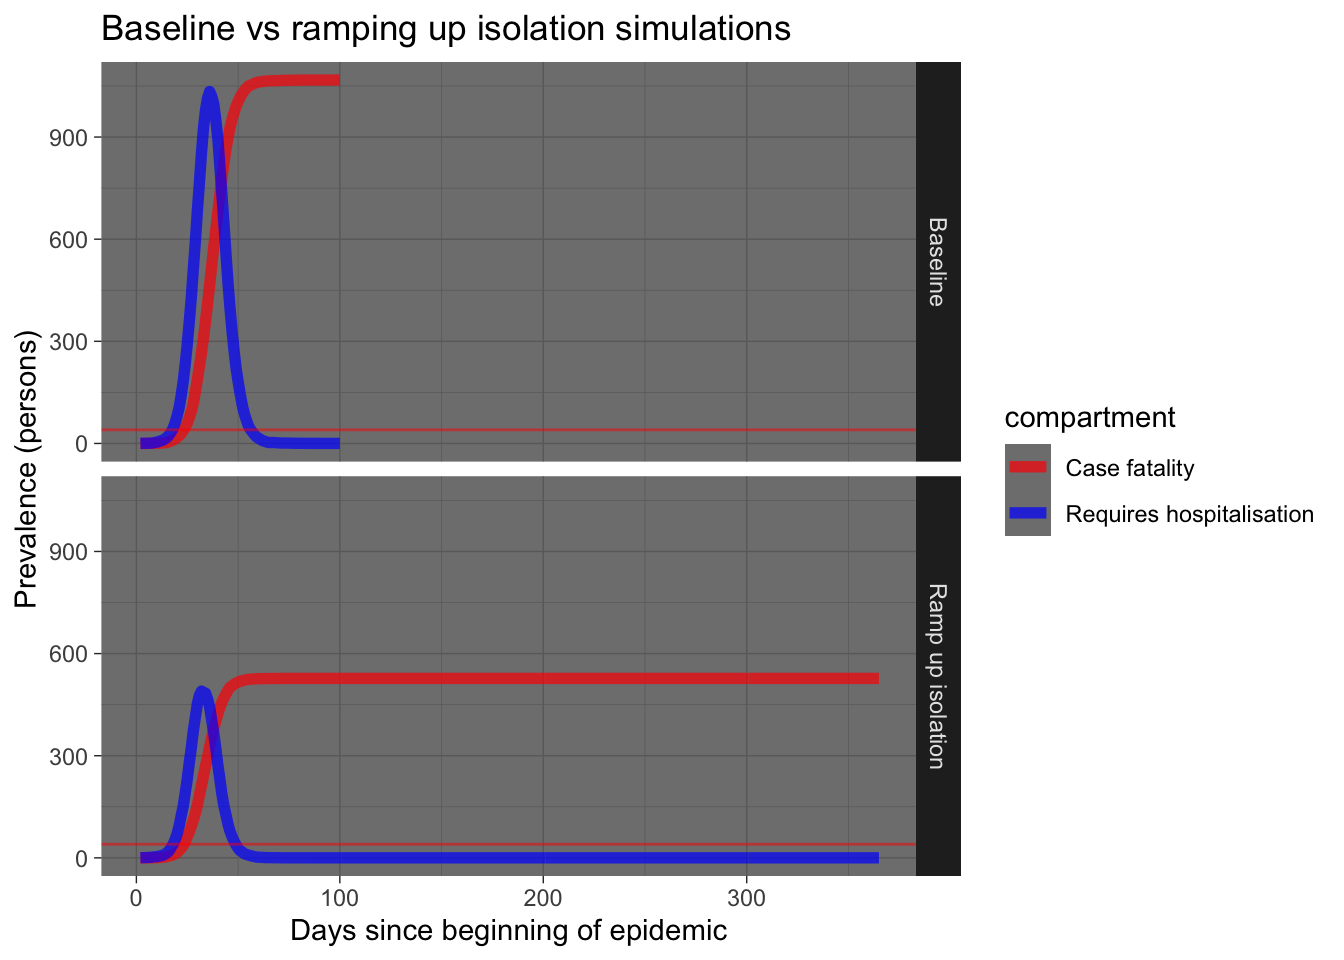 Baseline vs ramping up isolation simulations
Prevalence (persons)
900
600
300
0
Baseline
900
600
300
0
Ramp up isolation
0 100 200 300
Days since beginning of epidemic
compartment
Case fatality
Requires hospitalisation